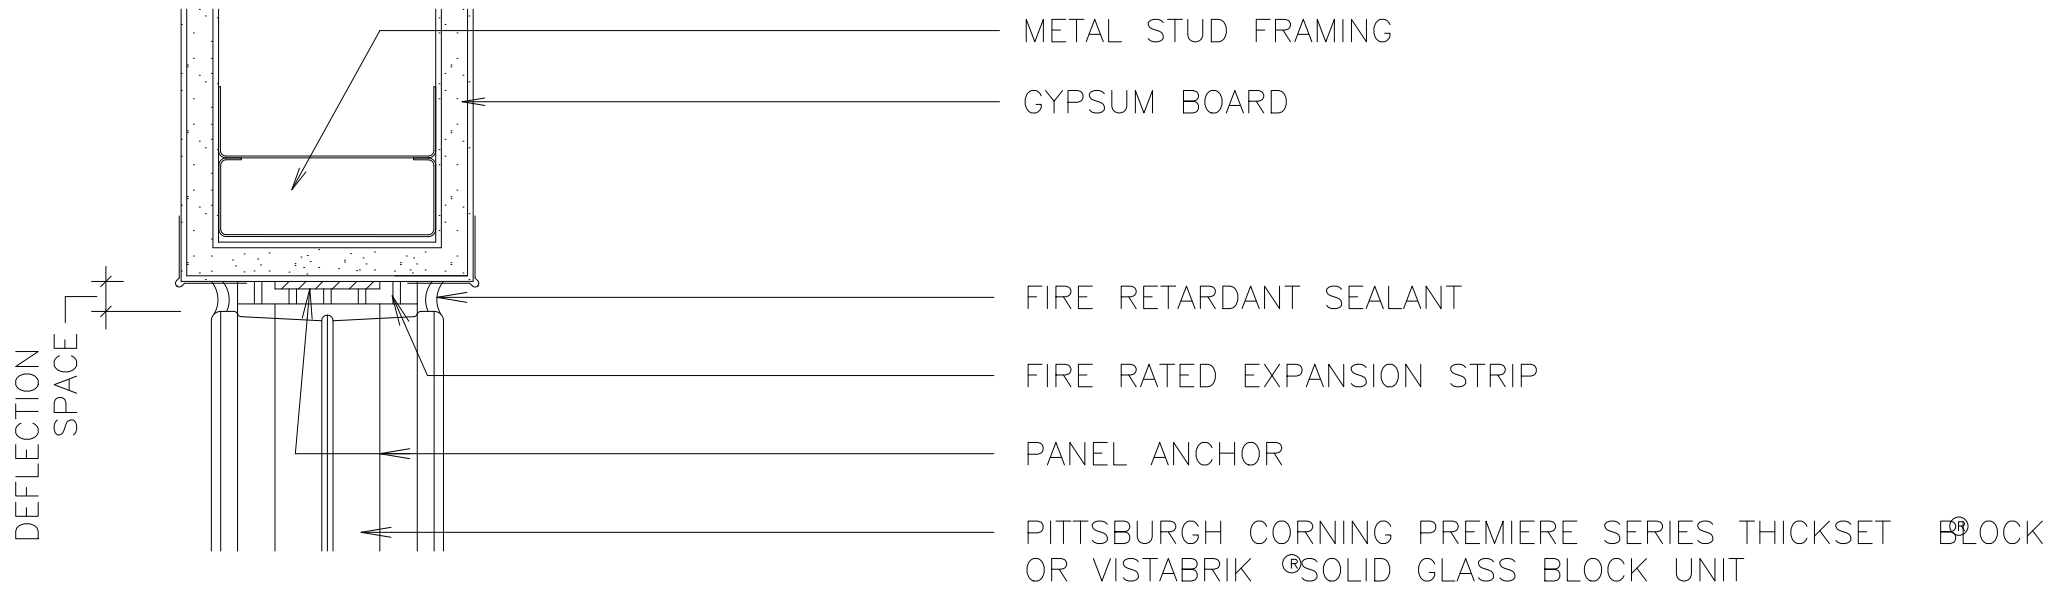 METAL STUD FRAMING
GYPSUM BOARD
FIRE RETARDANT SEALANT
FIRE RATED EXPANSION STRIP
PANEL ANCHOR
PITTSBURGH CORNING PREMIERE SERIES THICKSET ® BLOCK
OR VISTABRIK ® SOLID GLASS BLOCK UNIT
DEFLECTION
SPACE